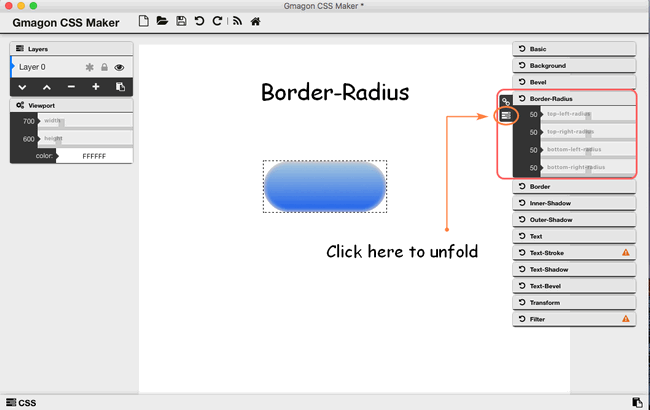 Gmagon CSS Maker *
Gmagon CSS Maker
Layers
Layer 0
Viewport
700 width
600 height
color: FFFFFF
Border-Radius
Click here to unfold
Basic
Background
Bevel
Border-Radius
50 top-left-radius
50 top-right-radius
50 bottom-left-radius
50 bottom-right-radius
Border
Inner-Shadow
Outer-Shadow
Text
Text-Stroke
Text-Shadow
Text-Bevel
Transform
Filter
CSS